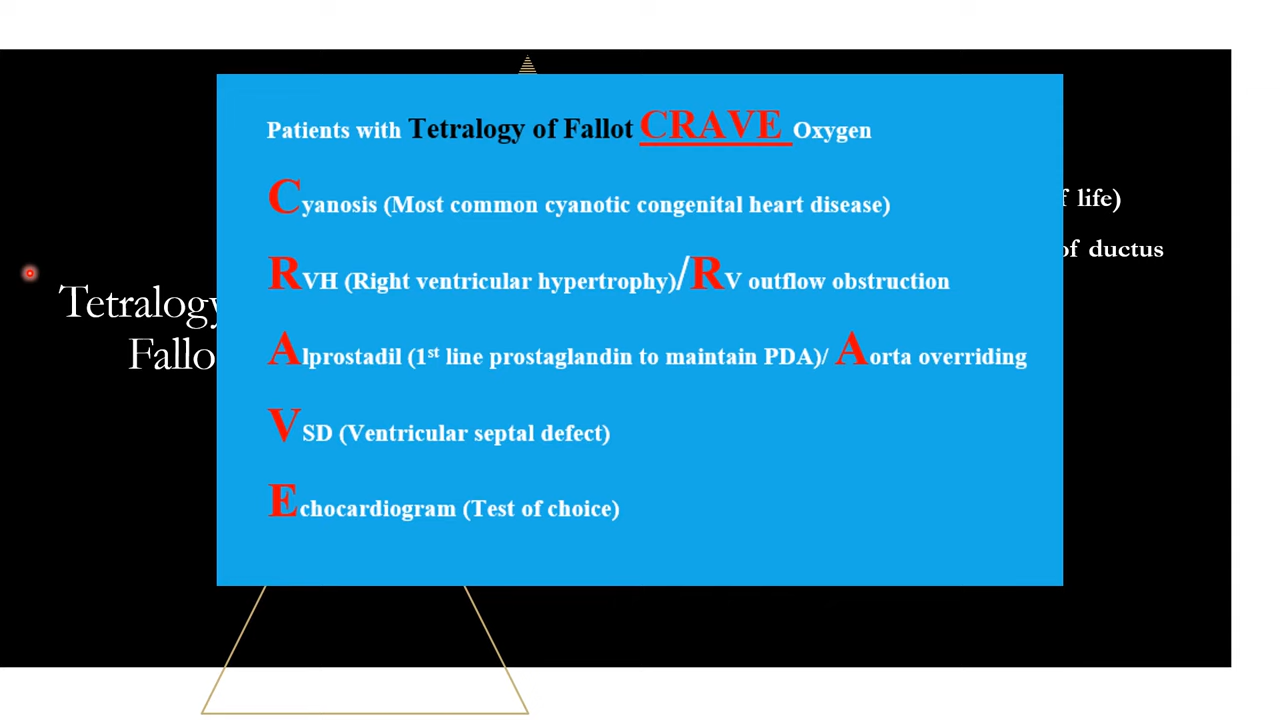 Patients with Tetralogy of Fallot CRAVE Oxygen
Cyanosis (Most common cyanotic congenital heart disease)
RVH (Right ventricular hypertrophy)/RV outflow obstruction
Alprostadil (1st line prostaglandin to maintain PDA)/ Aorta overriding
VSD (Ventricular septal defect)
Echocardiogram (Test of choice)
Tetralogy
Fallo
f life)
of ductus